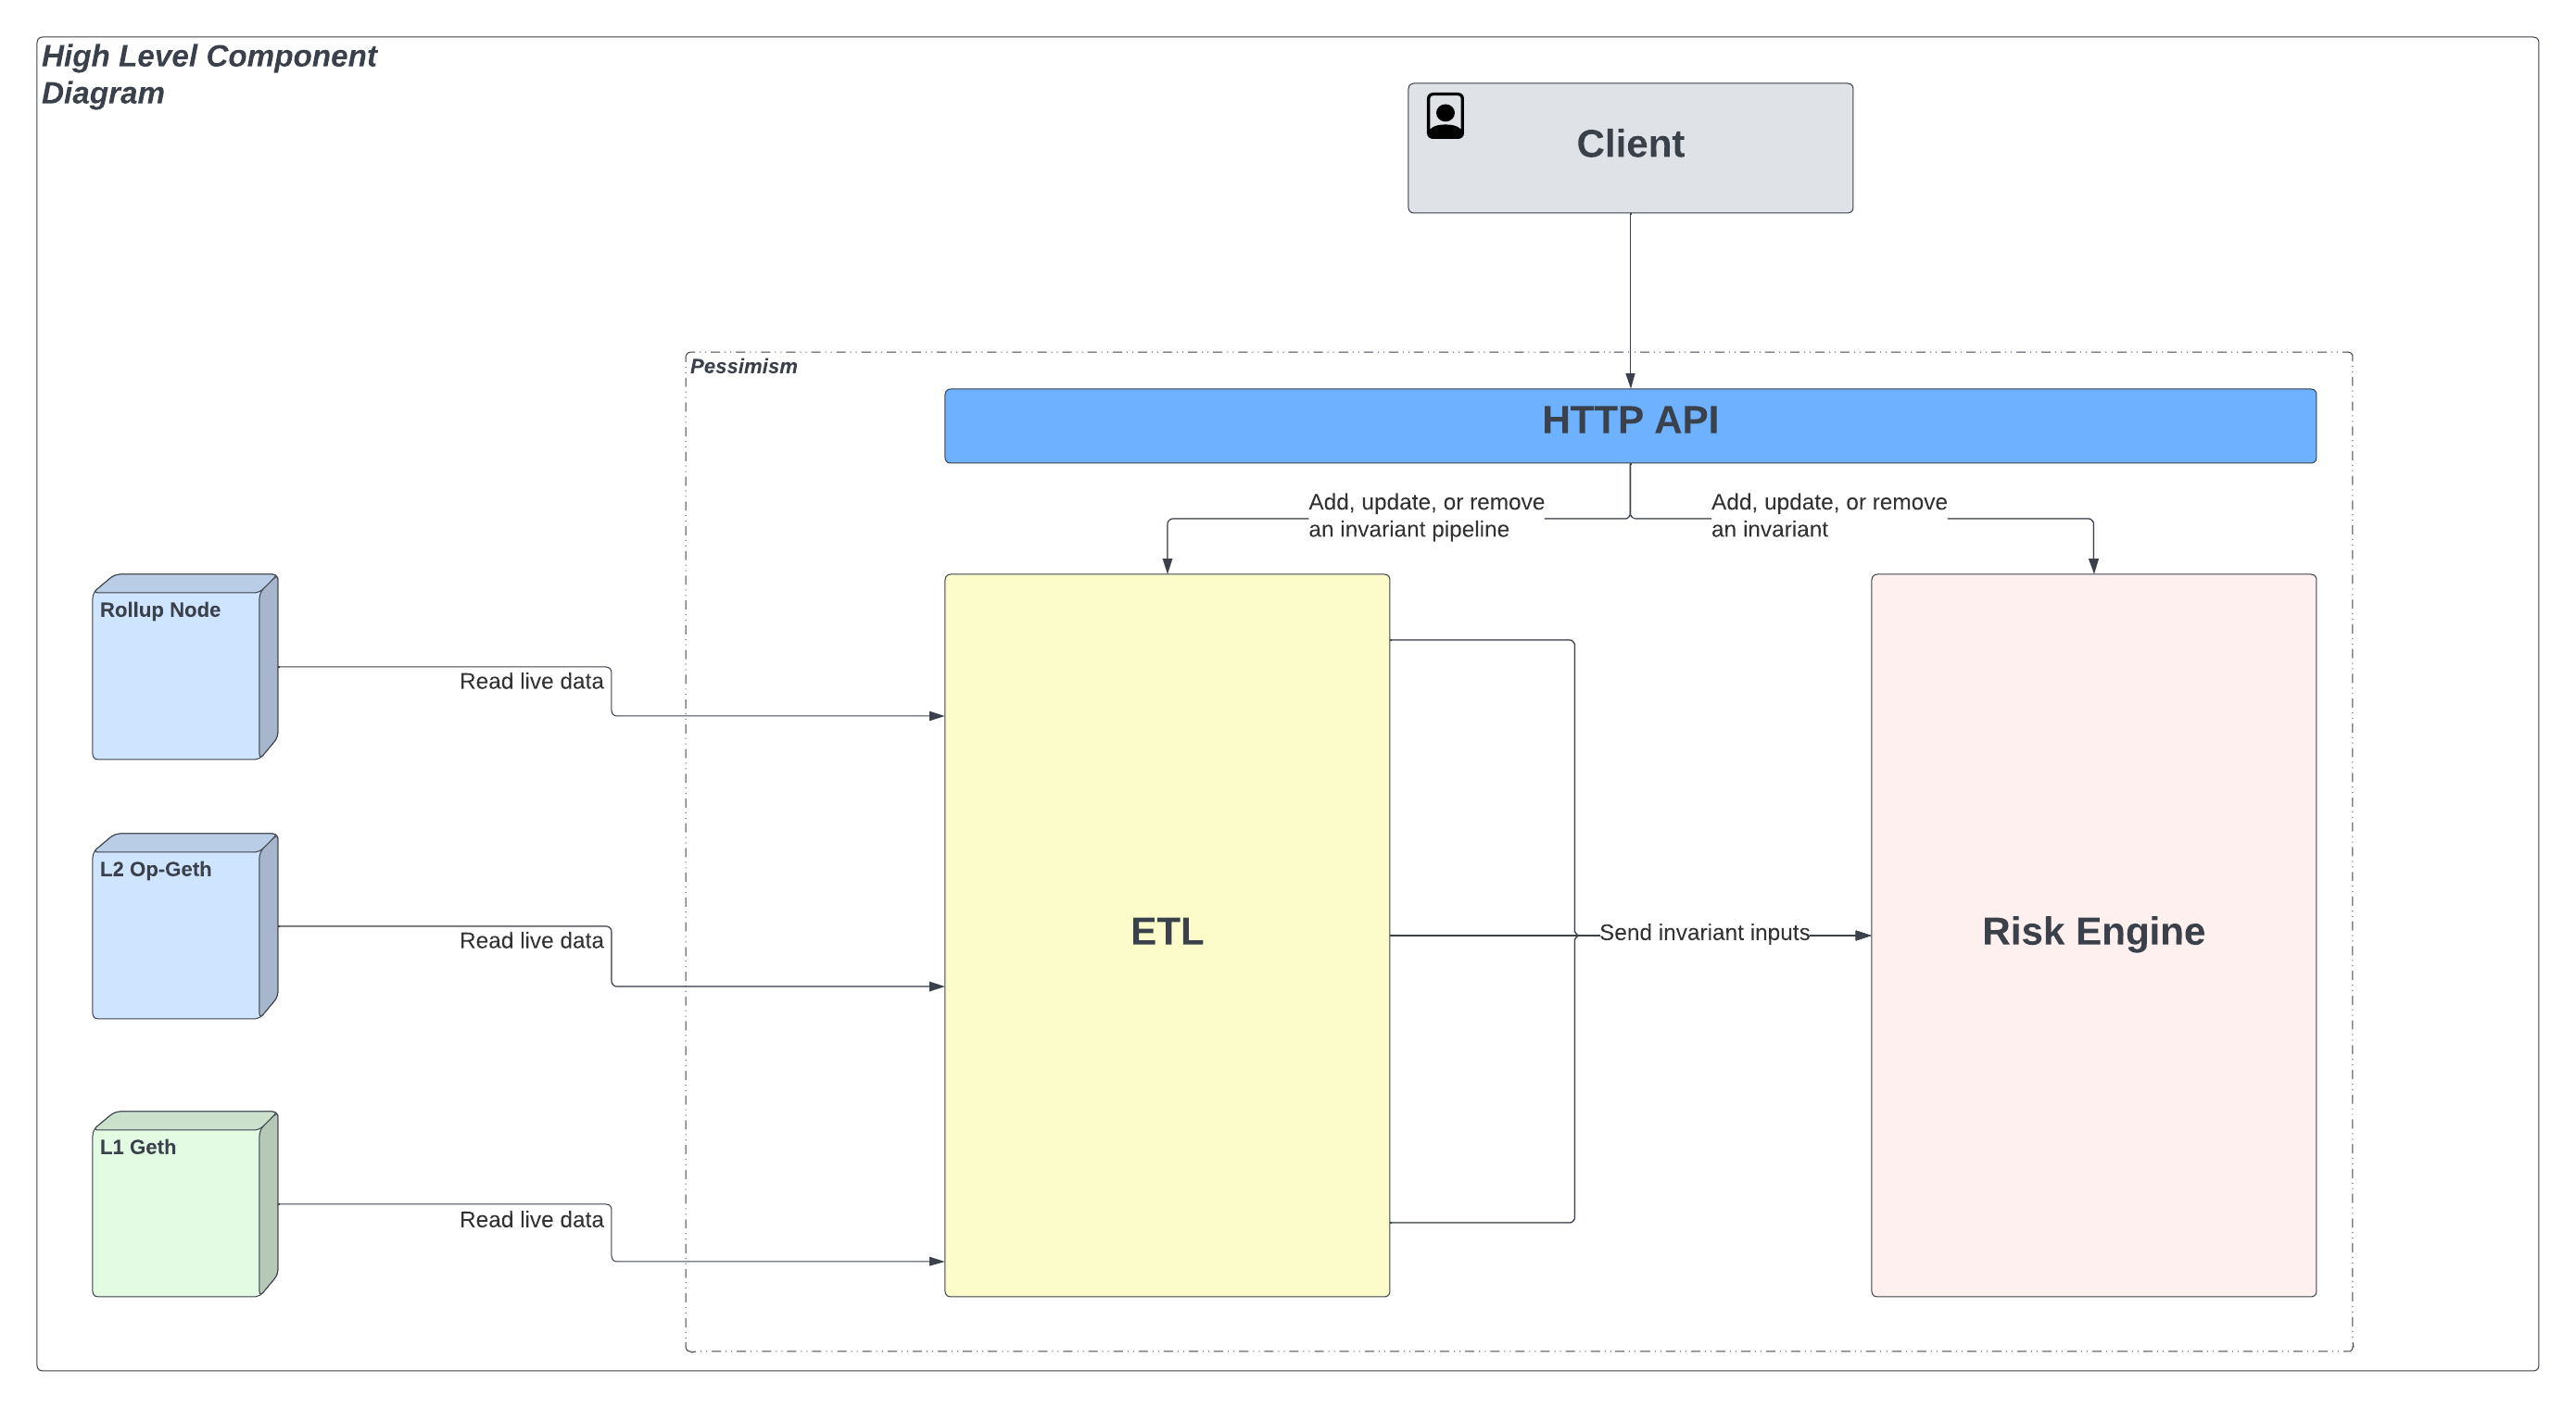 High Level Component
Diagram
Client
Pessimism
HTTP API
Add, update, or remove
an invariant pipeline
Add, update, or remove
an invariant
Rollup Node
Read live data
L2 Op-Geth
Read live data
ETL
Send invariant inputs
Risk Engine
L1 Geth
Read live data